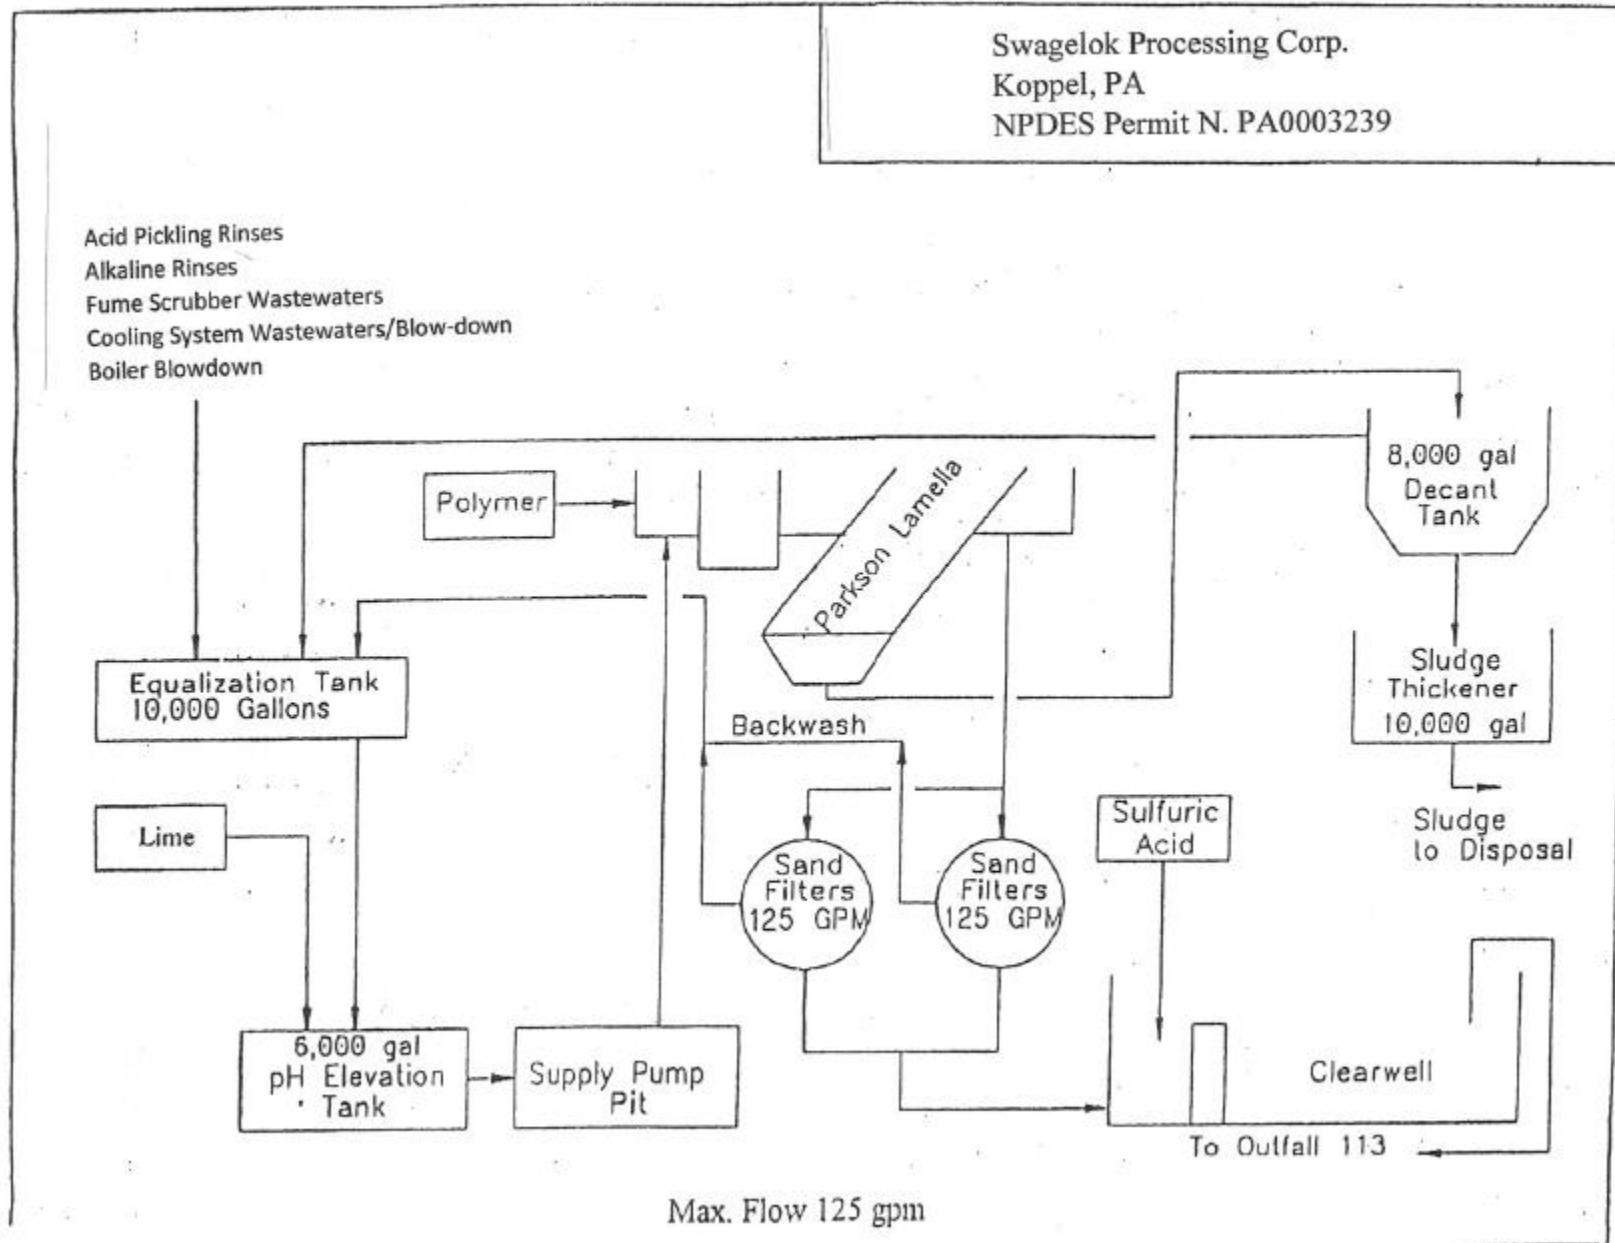 Swagelok Processing Corp.
Koppel, PA
NPDES Permit N. PA0003239
Acid Pickling Rinses
Alkaline Rinses
Fume Scrubber Wastewaters
Cooling System Wastewaters/Blow-down
Boiler Blowdown
Polymer
Parkson Lamella
8,000 gal
Decant
Tank
Equalization Tank
10,000 Gallons
Sludge
Thickener
10,000 gal
Backwash
Lime
Sand
Filters
125 GPM
Sand
Filters
125 GPM
Sulfuric
Acid
Sludge
to Disposal
6,000 gal
pH Elevation
Tank
Supply Pump
Pit
Clearwell
To Outfall 113
Max. Flow 125 gpm